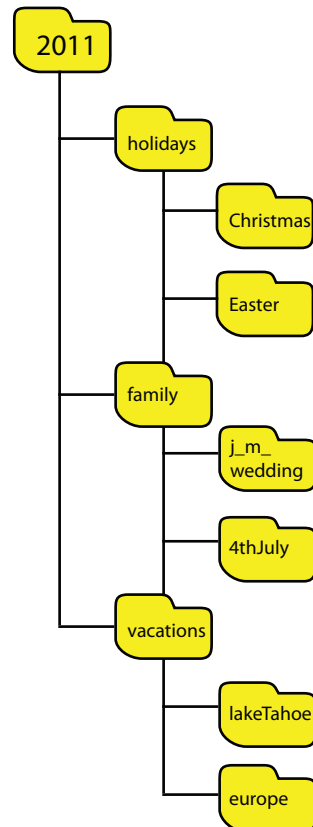 2011
holidays
Christmas
Easter
family
j_m_
wedding
4thJuly
vacations
lakeTahoe
europe